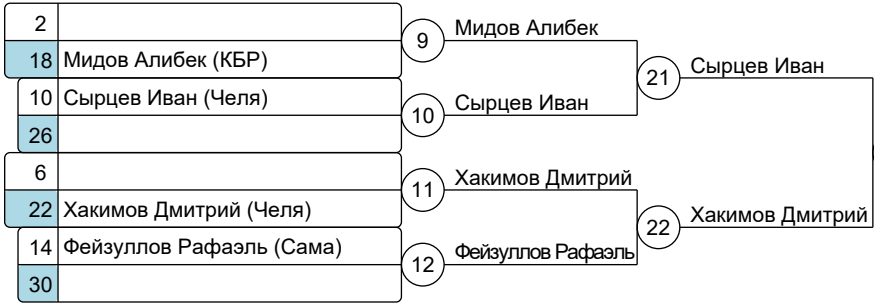 2
9
Мидов Алибек
18 Мидов Алибек (КБР)
21
Сырцев Иван
10 Сырцев Иван (Челя)
10
Сырцев Иван
26
6
11
Хакимов Дмитрий
22 Хакимов Дмитрий (Челя)
22
Хакимов Дмитрий
14 Фейзуллов Рафаэль (Сама)
12
Фейзуллов Рафаэль
30